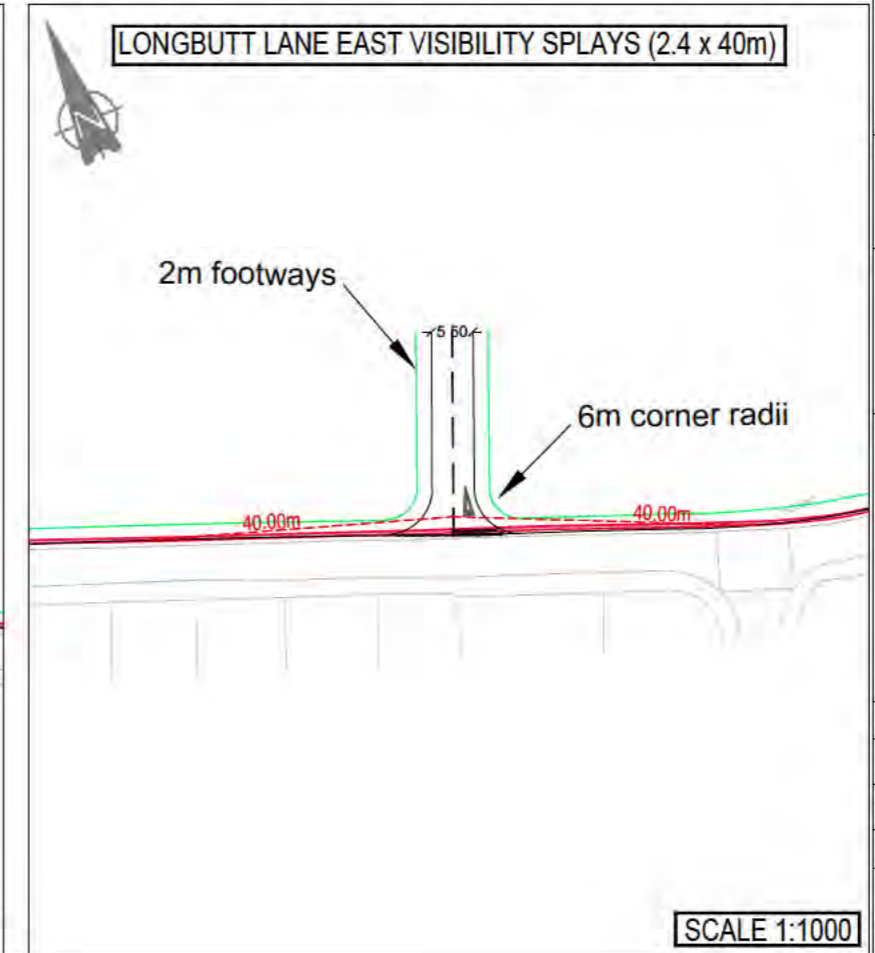 LONGBUTT LANE EAST VISIBILITY SPLAYS (2.4 x 40m)
N
2m footways
5.50
6m corner radii
40.00m
40.00m
SCALE 1:1000